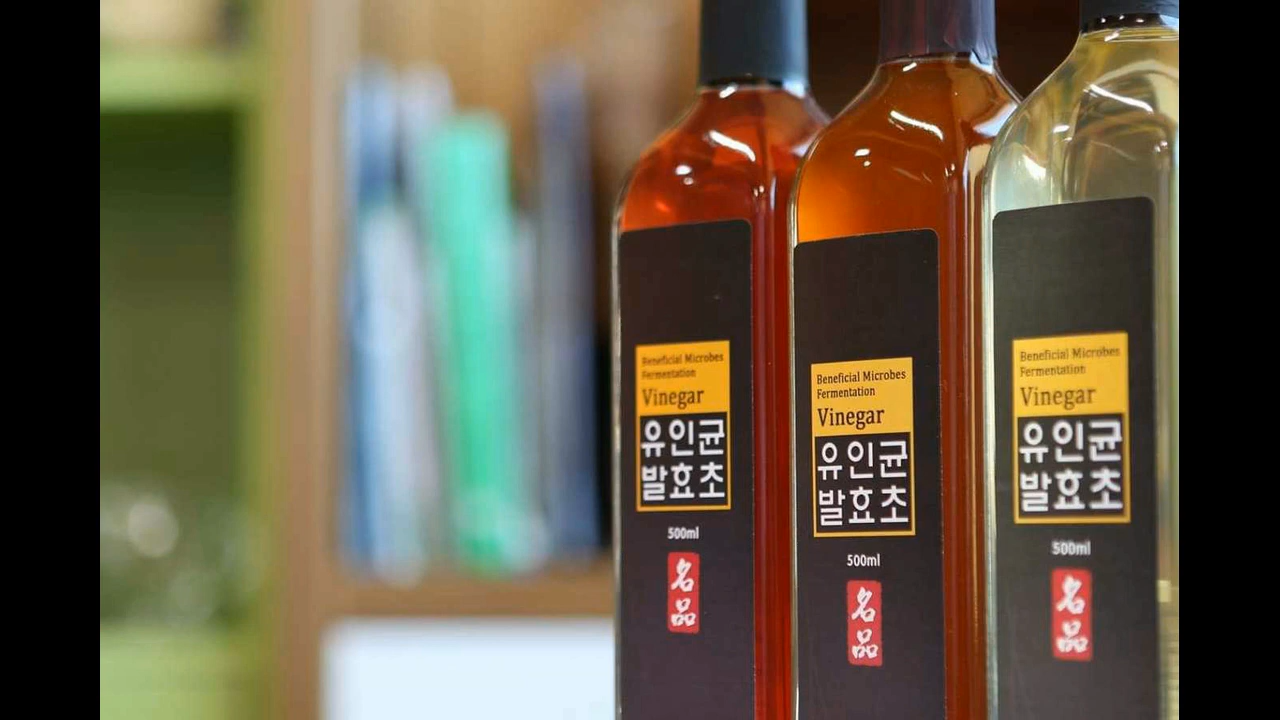 Beneficial Microbes
Fermentation
Vinegar
유인균
발효초
500ml
名
品
Beneficial Microbes
Fermentation
Vinegar
유인균
발효초
500ml
名
品
Beneficial Microbes
Fermentation
Vinegar
유인균
발효초
500ml
名
品